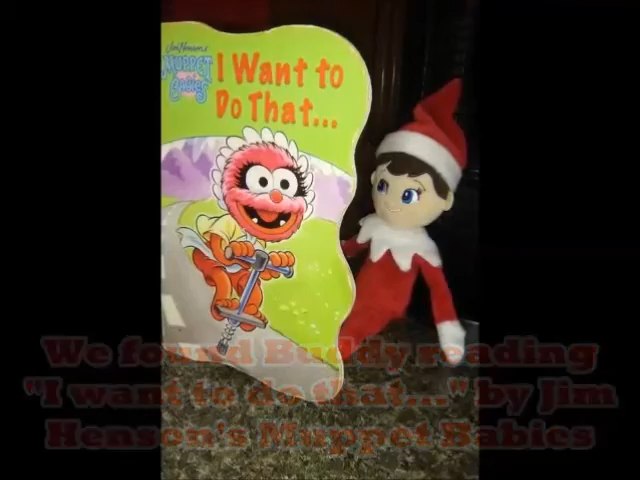 Jim Henson's
MUPPET
BABIES
I Want to
Do That...
We found Buddy reading
"I want to do that..." by Jim
Henson's Muppet Babies